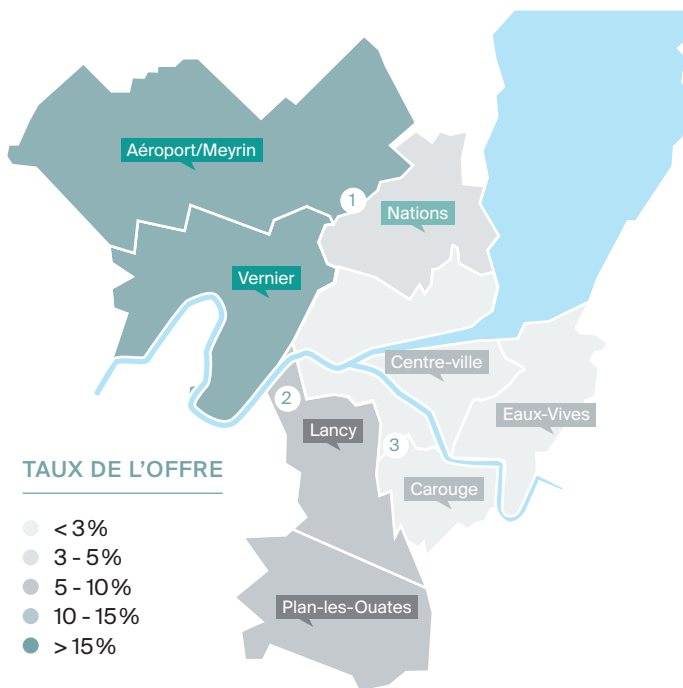 Aéroport/Meyrin
1
Nations
Vernier
Centre-ville
2
Eaux-Vives
Lancy
3
Carouge
TAUX DE L'OFFRE
< 3 %
3 - 5 %
5 - 10 %
10 - 15 %
> 15 %
Plan-les-Ouates